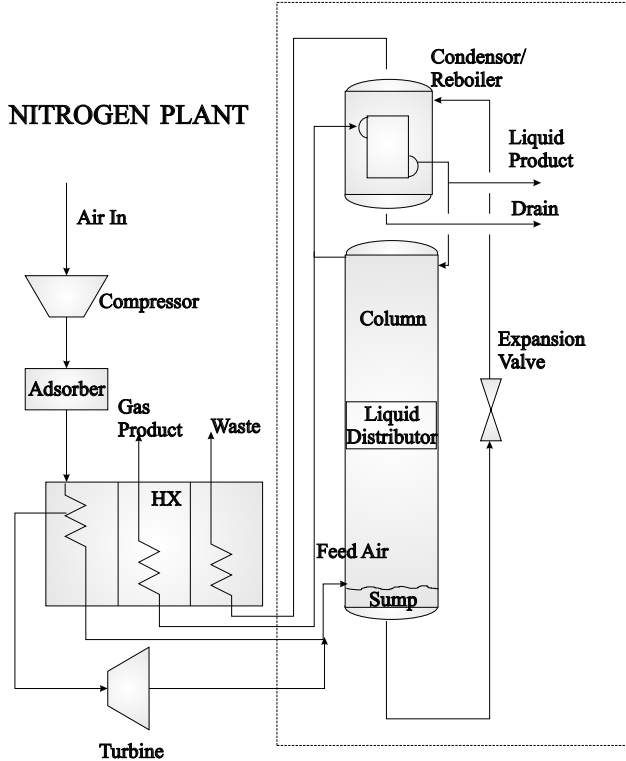 Condensor/
Reboiler
NITROGEN PLANT
Liquid
Product
Air In
Drain
Compressor
Column
Expansion
Valve
Adsorber
Gas
Product
Waste
Liquid
Distributor
HX
Feed Air
Sump
Turbine